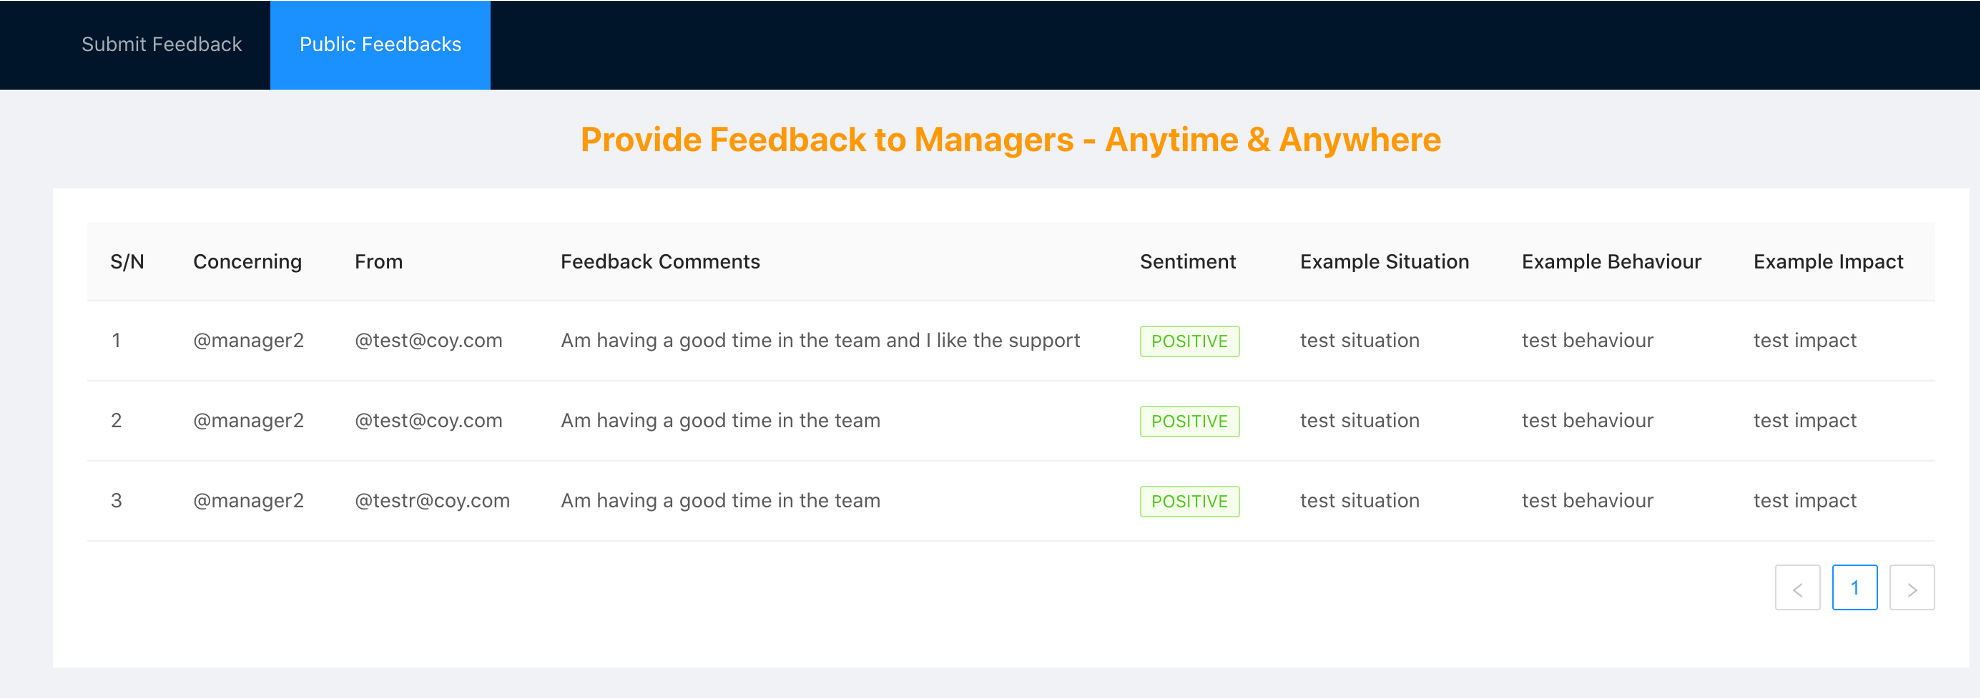 Submit Feedback Public Feedbacks
Provide Feedback to Managers - Anytime & Anywhere
S/N Concerning From Feedback Comments Sentiment Example Situation Example Behaviour Example Impact
1 @manager2 @test@coy.com Am having a good time in the team and I like the support POSITIVE test situation test behaviour test impact
2 @manager2 @test@coy.com Am having a good time in the team POSITIVE test situation test behaviour test impact
3 @manager2 @testr@coy.com Am having a good time in the team POSITIVE test situation test behaviour test impact
< 1 >